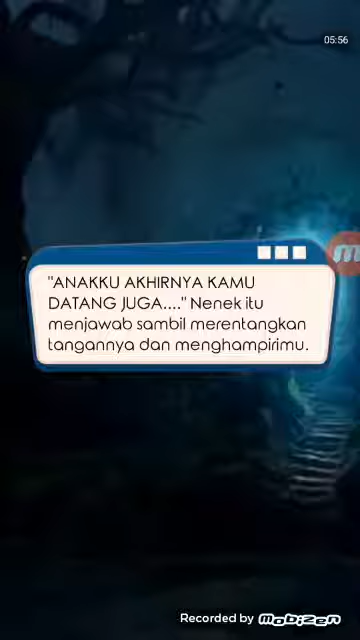 05:56
"ANAKKU AKHIRNYA KAMU
DATANG JUGA...." Nenek itu
menjawab sambil merentangkan
tangannya dan menghampirimu.
Recorded by mobizen